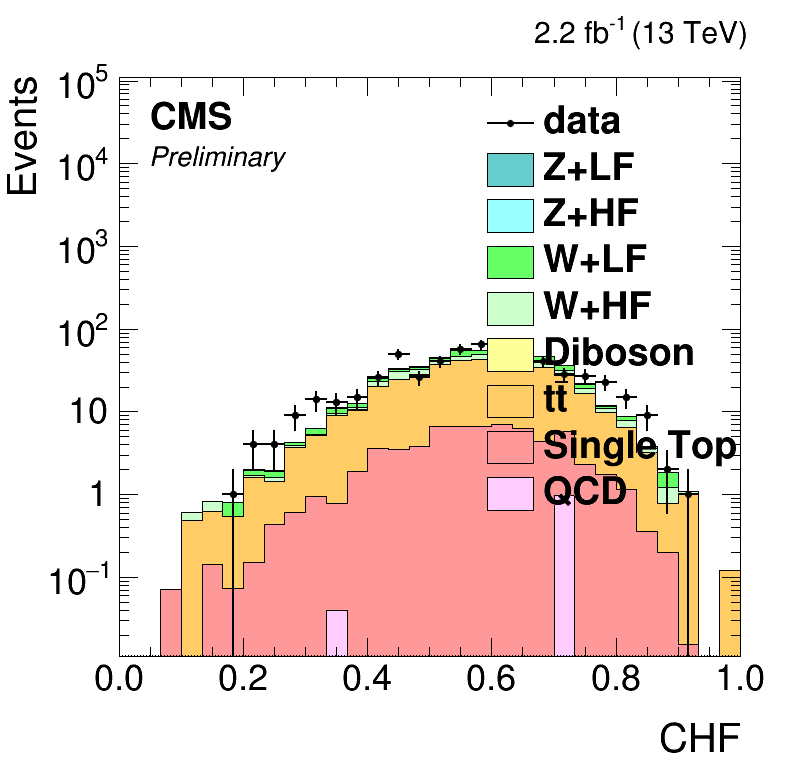 2.2 fb-1 (13 TeV)
Events
10^5
10^4
10^3
10^2
10
1
10^-1
CMS
Preliminary
data
Z+LF
Z+HF
W+LF
W+HF
Diboson
tt
Single Top
QCD
0.0 0.2 0.4 0.6 0.8 1.0
CHF